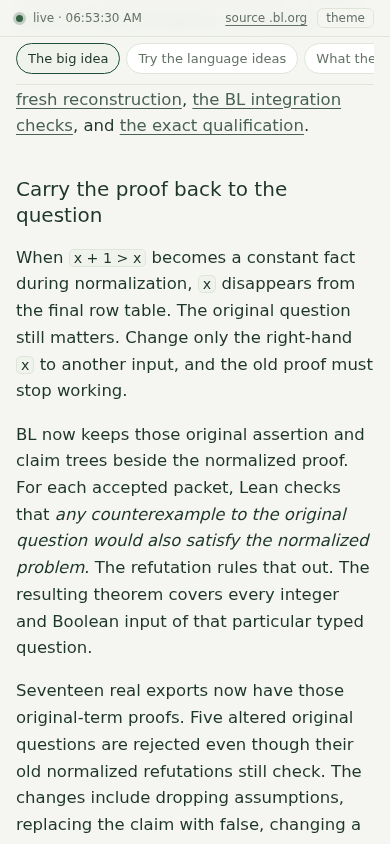 live · 06:53:30 AM
source .bl.org
theme
The big idea
Try the language ideas
What the
fresh reconstruction, the BL integration
checks, and the exact qualification.
Carry the proof back to the
question
When x + 1 > x becomes a constant fact
during normalization, x disappears from
the final row table. The original question
still matters. Change only the right-hand
x to another input, and the old proof must
stop working.
BL now keeps those original assertion and
claim trees beside the normalized proof.
For each accepted packet, Lean checks
that any counterexample to the original
question would also satisfy the normalized
problem. The refutation rules that out. The
resulting theorem covers every integer
and Boolean input of that particular typed
question.
Seventeen real exports now have those
original-term proofs. Five altered original
questions are rejected even though their
old normalized refutations still check. The
changes include dropping assumptions,
replacing the claim with false, changing a